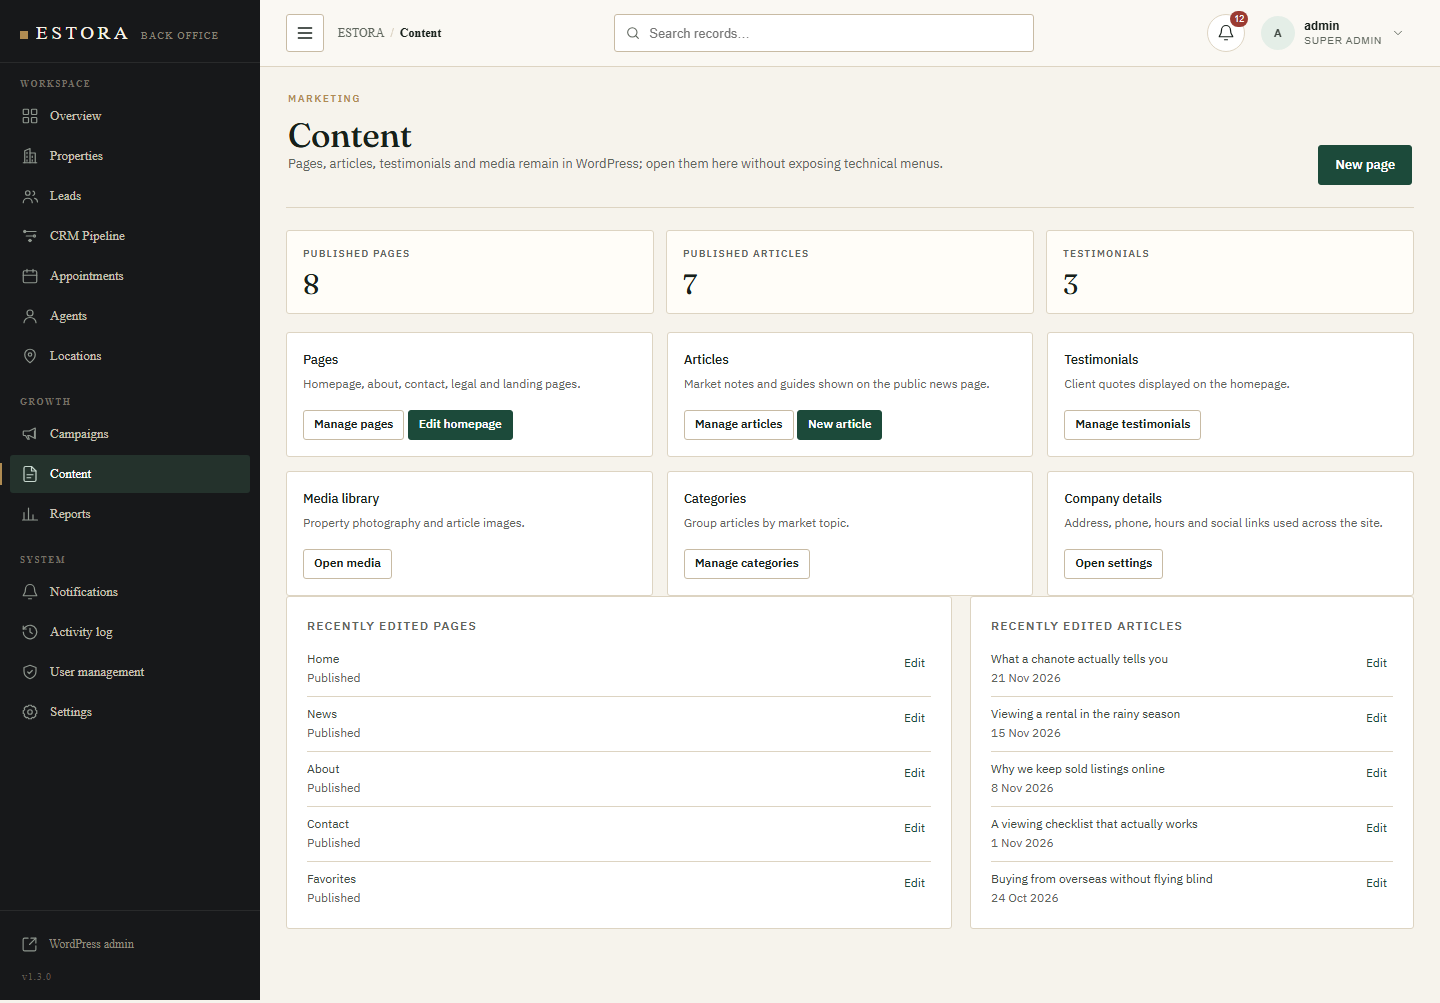 ESTORA BACK OFFICE
WORKSPACE
Overview
Properties
Leads
CRM Pipeline
Appointments
Agents
Locations
GROWTH
Campaigns
Content
Reports
SYSTEM
Notifications
Activity log
User management
Settings
WordPress admin
v1.3.0
ESTORA / Content
Search records...
12
A
admin
SUPER ADMIN
MARKETING
Content
Pages, articles, testimonials and media remain in WordPress; open them here without exposing technical menus.
New page
PUBLISHED PAGES
8
PUBLISHED ARTICLES
7
TESTIMONIALS
3
Pages
Homepage, about, contact, legal and landing pages.
Manage pages
Edit homepage
Articles
Market notes and guides shown on the public news page.
Manage articles
New article
Testimonials
Client quotes displayed on the homepage.
Manage testimonials
Media library
Property photography and article images.
Open media
Categories
Group articles by market topic.
Manage categories
Company details
Address, phone, hours and social links used across the site.
Open settings
RECENTLY EDITED PAGES
Home
Published
Edit
News
Published
Edit
About
Published
Edit
Contact
Published
Edit
Favorites
Published
Edit
RECENTLY EDITED ARTICLES
What a chanote actually tells you
21 Nov 2026
Edit
Viewing a rental in the rainy season
15 Nov 2026
Edit
Why we keep sold listings online
8 Nov 2026
Edit
A viewing checklist that actually works
1 Nov 2026
Edit
Buying from overseas without flying blind
24 Oct 2026
Edit